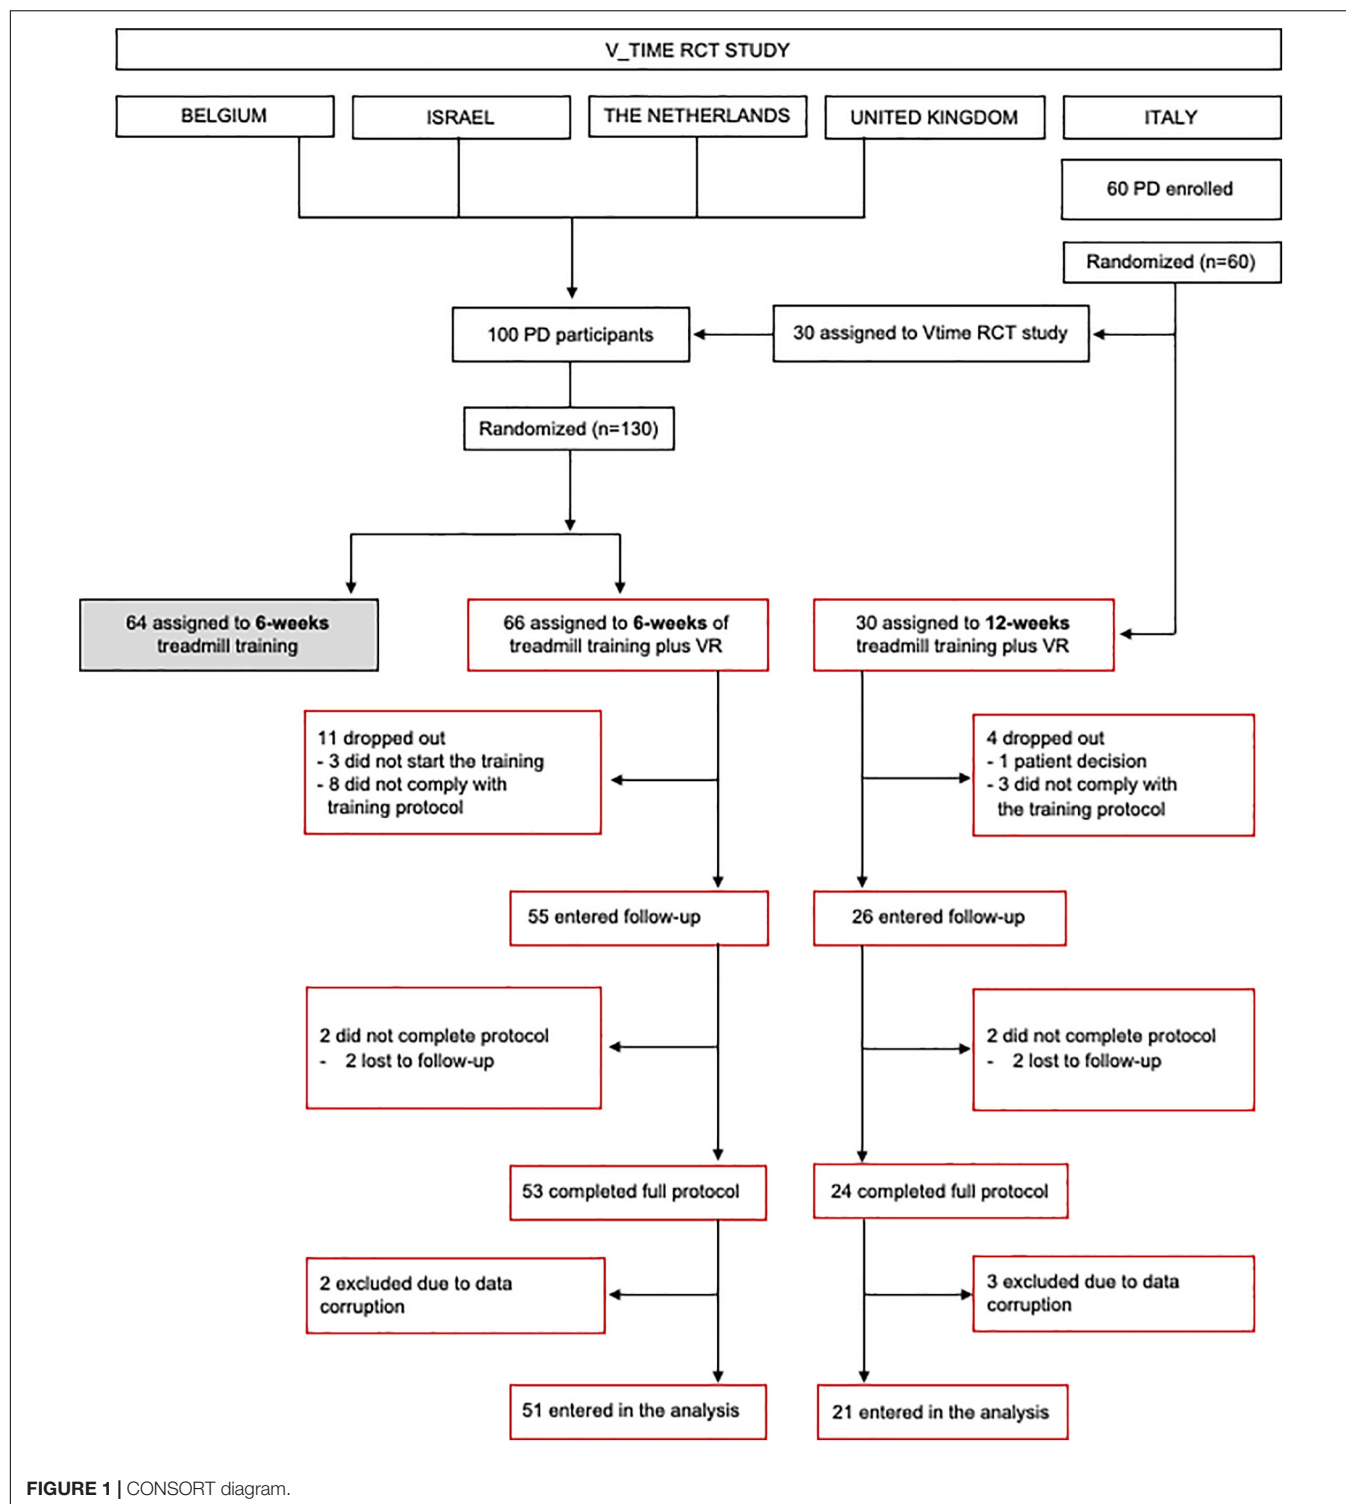 V_TIME RCT STUDY
BELGIUM
ISRAEL
THE NETHERLANDS
UNITED KINGDOM
ITALY
60 PD enrolled
Randomized (n=60)
100 PD participants
30 assigned to Vtime RCT study
Randomized (n=130)
64 assigned to 6-weeks
treadmill training
66 assigned to 6-weeks of
treadmill training plus VR
30 assigned to 12-weeks
treadmill training plus VR
11 dropped out
- 3 did not start the training
- 8 did not comply with
training protocol
4 dropped out
- 1 patient decision
- 3 did not comply with
the training protocol
55 entered follow-up
26 entered follow-up
2 did not complete protocol
- 2 lost to follow-up
2 did not complete protocol
- 2 lost to follow-up
53 completed full protocol
24 completed full protocol
2 excluded due to data
corruption
3 excluded due to data
corruption
51 entered in the analysis
21 entered in the analysis
FIGURE 1 | CONSORT diagram.